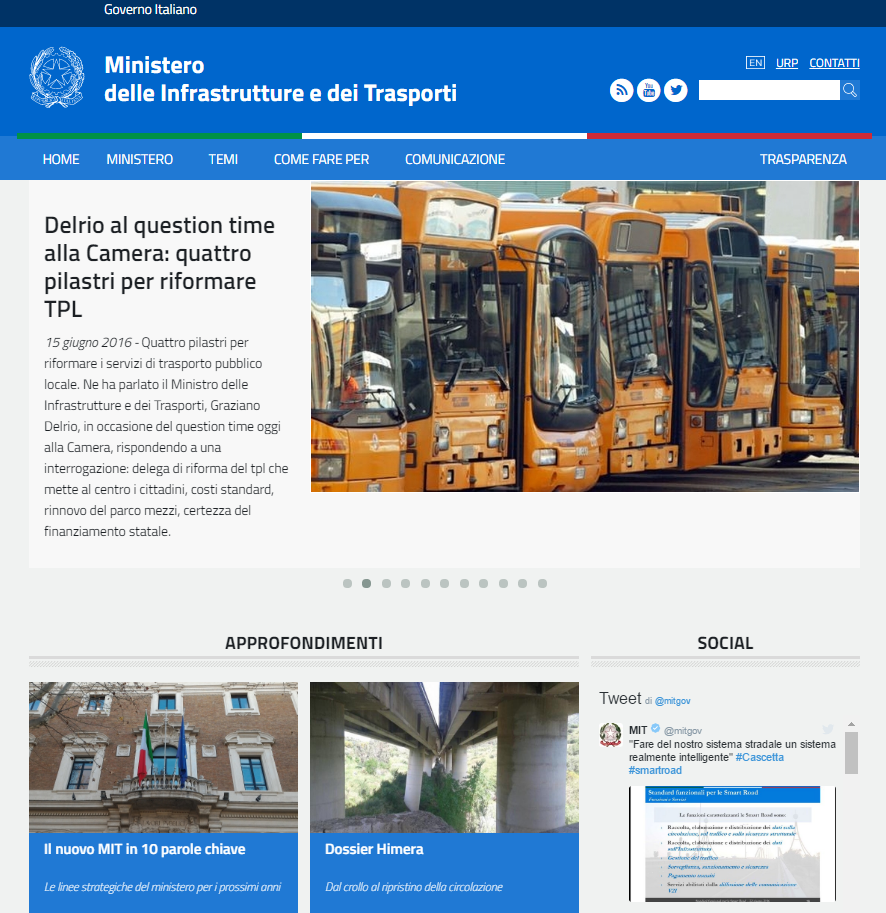 Governo Italiano
Ministero
delle Infrastrutture e dei Trasporti
EN URP CONTATTI
You
Tube
HOME MINISTERO TEMI COME FARE PER COMUNICAZIONE TRASPARENZA
Delrio al question time
alla Camera: quattro
pilastri per riformare
TPL
15 giugno 2016 - Quattro pilastri per
riformare i servizi di trasporto pubblico
locale. Ne ha parlato il Ministro delle
Infrastrutture e dei Trasporti, Graziano
Delrio, in occasione del question time oggi
alla Camera, rispondendo a una
interrogazione: delega di riforma del tpl che
mette al centro i cittadini, costi standard,
rinnovo del parco mezzi, certezza del
finanziamento statale.
APPROFONDIMENTI
Il nuovo MIT in 10 parole chiave
Le linee strategiche del ministero per i prossimi anni
Dossier Himera
Dal crollo al ripristino della circolazione
SOCIAL
Tweet di @mitgov
MIT @mitgov
"Fare del nostro sistema stradale un sistema
realmente intelligente" #Cascetta
#smartroad
Standard funzionali per le Smart Road
Funzioni e Servizi
Le funzioni caratterizzanti le Smart Road sono:
Raccolta, elaborazione e distribuzione dei dati sulla
circolazione, sul traffico e sulla sicurezza strutturale
Raccolta, elaborazione e distribuzione dei dati
sull'infrastruttura
Gestione del traffico
Sorveglianza, funzionamento e sicurezza
Pagamento
Servizi abilitati dalla diffusione delle comunicazioni
V2I